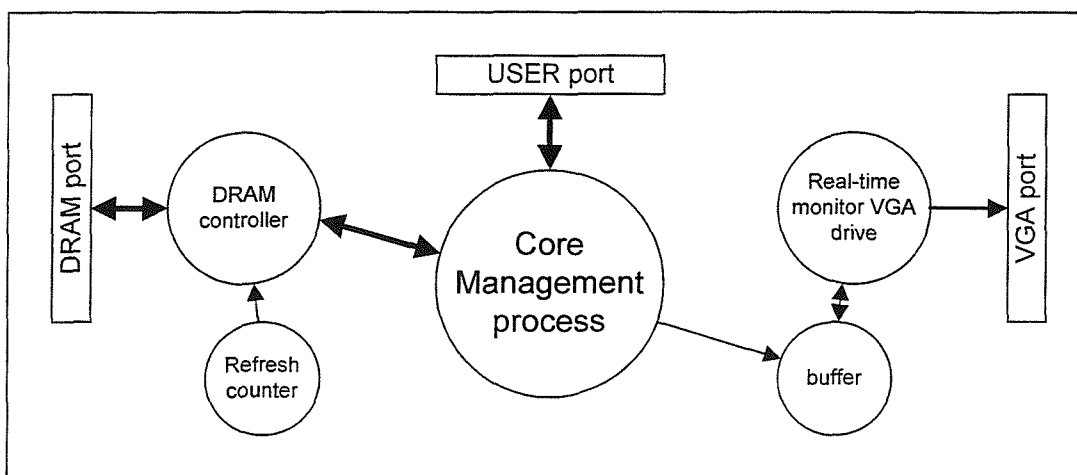 USER port
DRAM port
DRAM
controller
Real-time
monitor VGA
drive
VGA port
Core
Management
process
Refresh
counter
buffer